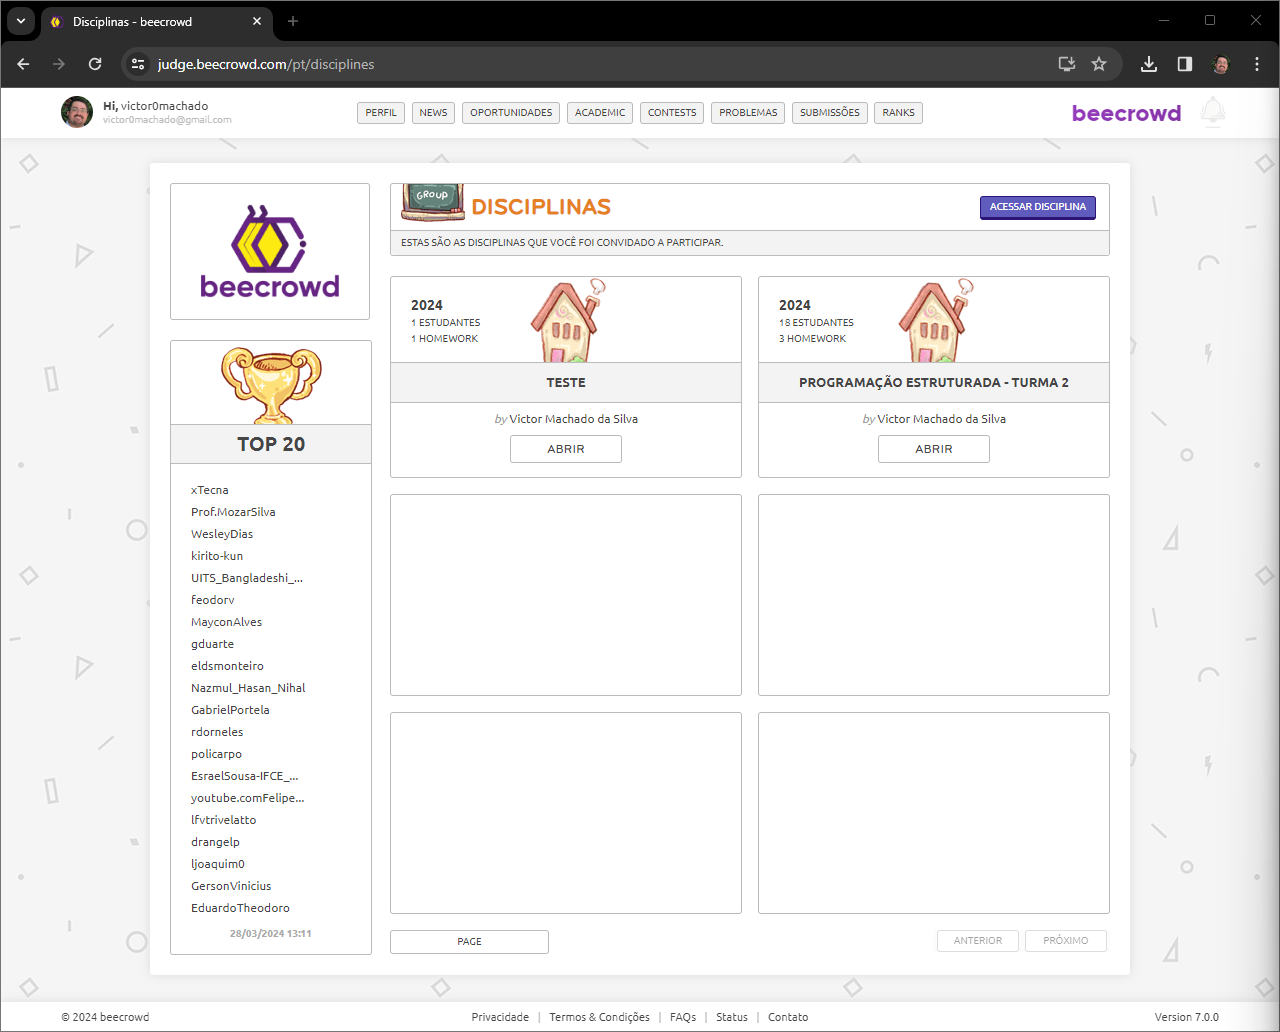 Disciplinas - beecrowd
judge.beecrowd.com/pt/disciplines
Hi, victor0machado
victor0machado@gmail.com
PERFIL
NEWS
OPORTUNIDADES
ACADEMIC
CONTESTS
PROBLEMAS
SUBMISSÕES
RANKS
beecrowd
beecrowd
TOP 20
xTecna
Prof.MozarSilva
WesleyDias
kirito-kun
UITS_Bangladeshi_...
feodorv
MayconAlves
gduarte
eldsmonteiro
Nazmul_Hasan_Nihal
GabrielPortela
rdorneles
policarpo
EsraelSousa-IFCE_...
youtube.comFelipe...
lfvtrivelatto
drangelp
ljoaquim0
GersonVinicius
EduardoTheodoro
28/03/2024 13:11
GROUP
DISCIPLINAS
ACESSAR DISCIPLINA
ESTAS SÃO AS DISCIPLINAS QUE VOCÊ FOI CONVIDADO A PARTICIPAR.
2024
1 ESTUDANTES
1 HOMEWORK
TESTE
by Victor Machado da Silva
ABRIR
2024
18 ESTUDANTES
3 HOMEWORK
PROGRAMAÇÃO ESTRUTURADA - TURMA 2
by Victor Machado da Silva
ABRIR
PAGE
ANTERIOR
PRÓXIMO
© 2024 beecrowd
Privacidade | Termos & Condições | FAQs | Status | Contato
Version 7.0.0